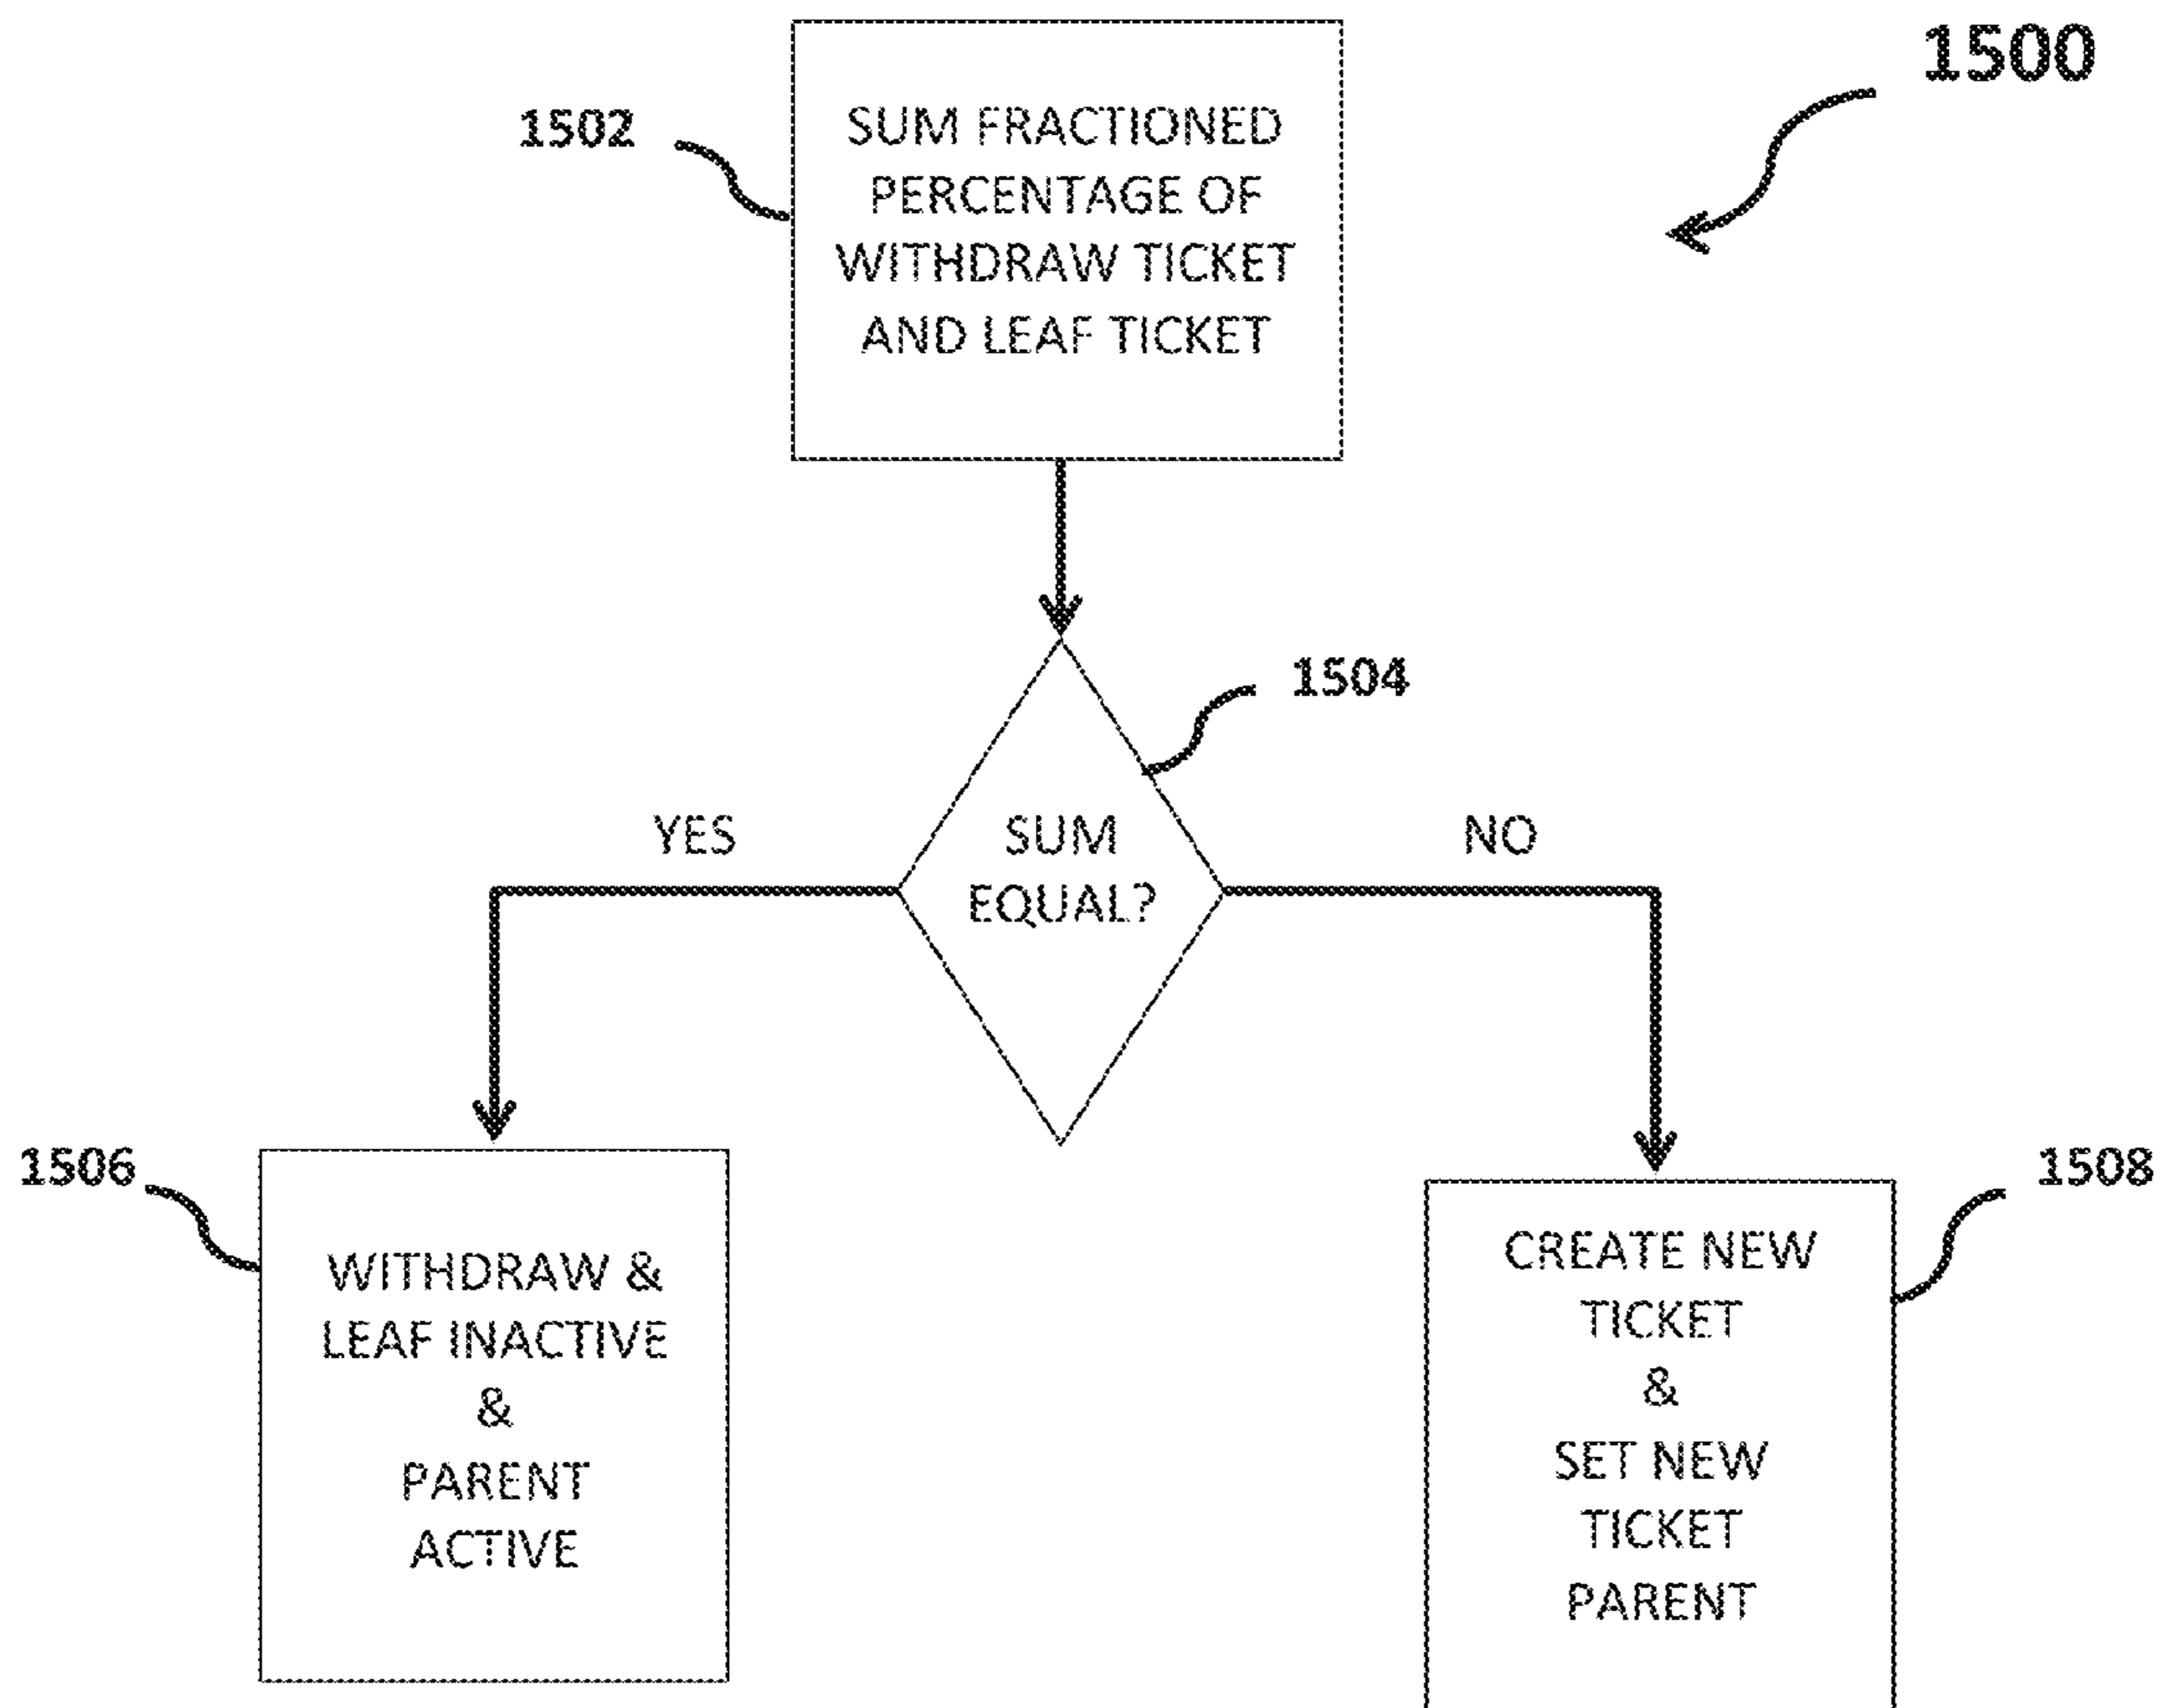 1500
1502
SUM FRACTIONED
PERCENTAGE OF
WITHDRAW TICKET
AND LEAF TICKET
1504
YES
SUM
EQUAL?
NO
1506
WITHDRAW &
LEAF INACTIVE
&
PARENT
ACTIVE
1508
CREATE NEW
TICKET
&
SET NEW
TICKET
PARENT